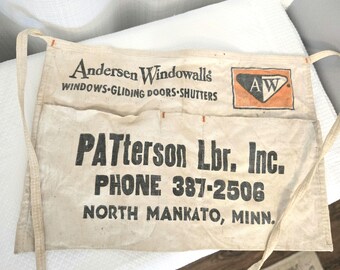 Andersen Windowalls
WINDOWS·GLIDING DOORS·SHUTTERS
AW
PATterson Lbr. Inc.
PHONE 387-2506
NORTH MANKATO, MINN.